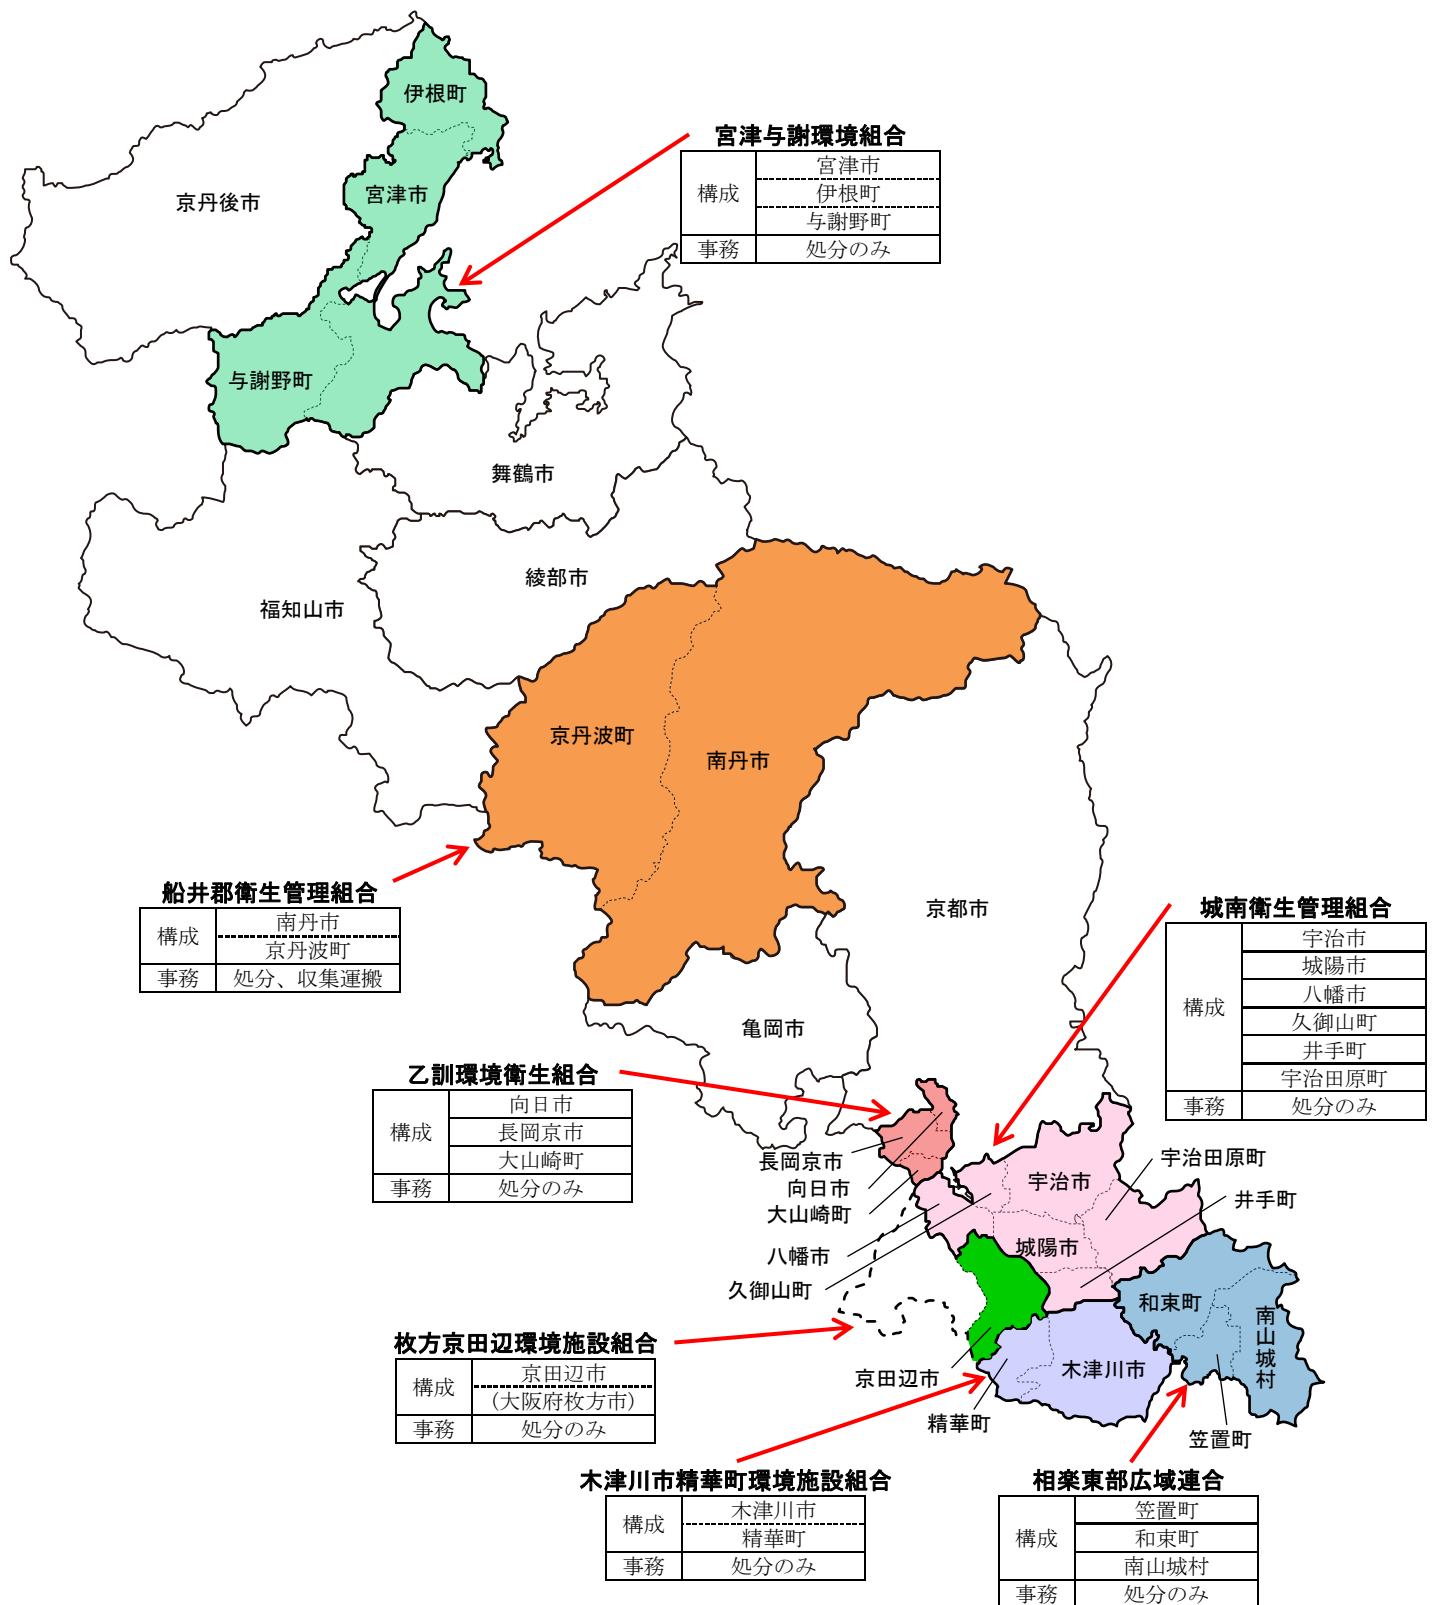 伊根町
宮津市
京丹後市
与謝野町
宮津与謝環境組合
構成
宮津市
伊根町
与謝野町
事務
処分のみ
舞鶴市
綾部市
福知山市
京丹波町
南丹市
船井郡衛生管理組合
構成
南丹市
京丹波町
事務
処分、収集運搬
京都市
亀岡市
城南衛生管理組合
構成
宇治市
城陽市
八幡市
久御山町
井手町
宇治田原町
事務
処分のみ
乙訓環境衛生組合
構成
向日市
長岡京市
大山崎町
事務
処分のみ
長岡京市
向日市
大山崎町
八幡市
久御山町
宇治市
宇治田原町
井手町
城陽市
和束町
南山城村
木津川市
京田辺市
精華町
笠置町
枚方京田辺環境施設組合
構成
京田辺市
(大阪府枚方市)
事務
処分のみ
木津川市精華町環境施設組合
構成
木津川市
精華町
事務
処分のみ
相楽東部広域連合
構成
笠置町
和束町
南山城村
事務
処分のみ